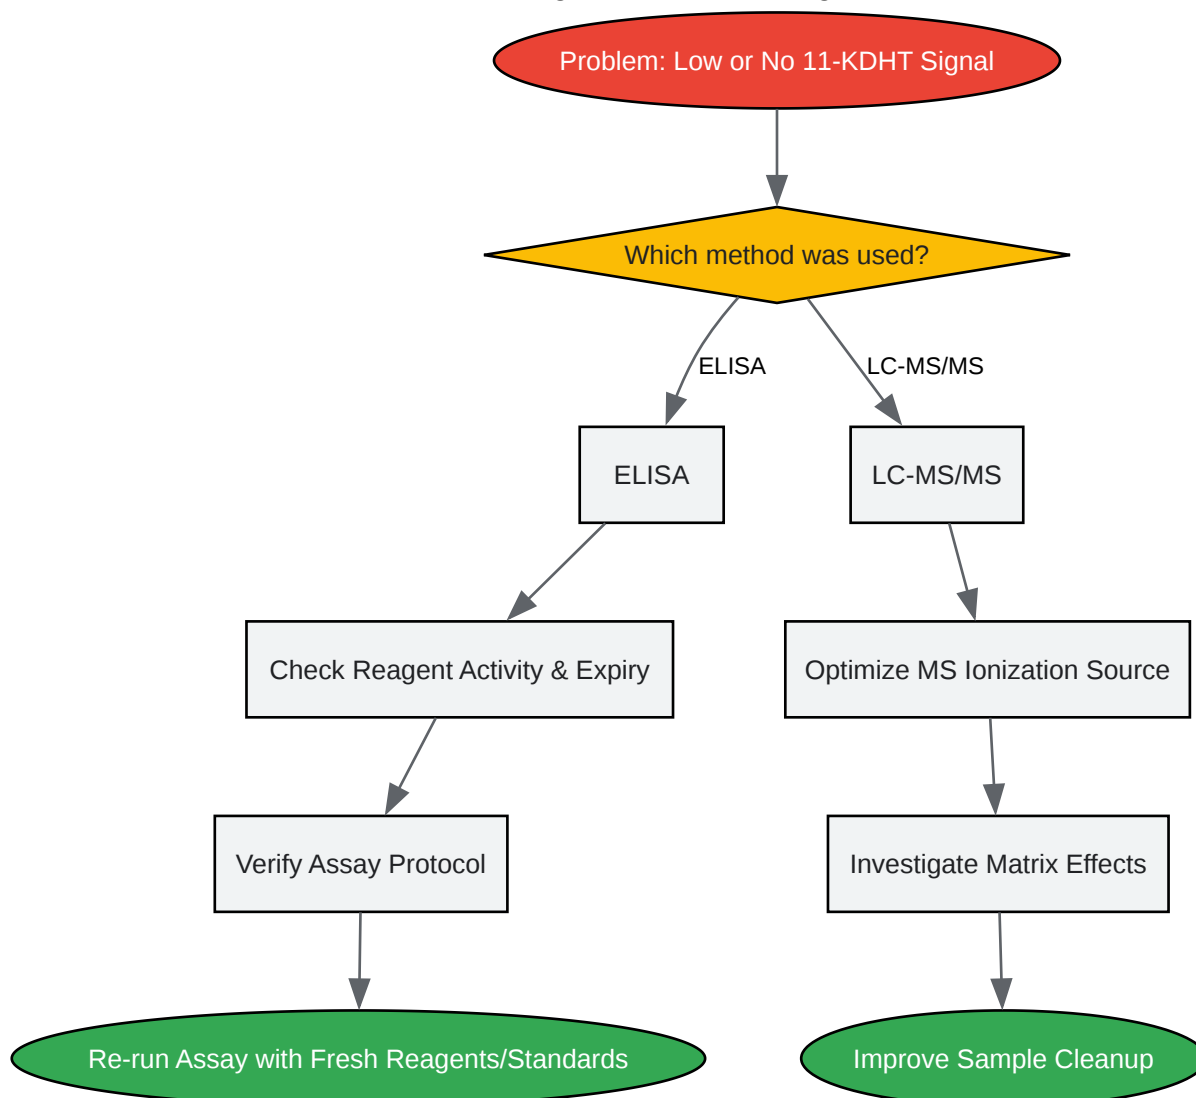 Problem: Low or No 11-KDHT Signal
Which method was used?
ELISA
LC-MS/MS
ELISA
LC-MS/MS
Check Reagent Activity & Expiry
Optimize MS Ionization Source
Verify Assay Protocol
Investigate Matrix Effects
Re-run Assay with Fresh Reagents/Standards
Improve Sample Cleanup